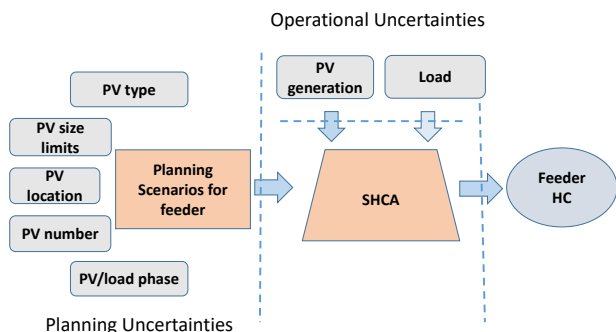 Operational Uncertainties
PV type
PV
generation
Load
PV size
limits
PV
location
PV number
PV/load phase
Planning
Scenarios for
feeder
SHCA
Feeder
HC
Planning Uncertainties